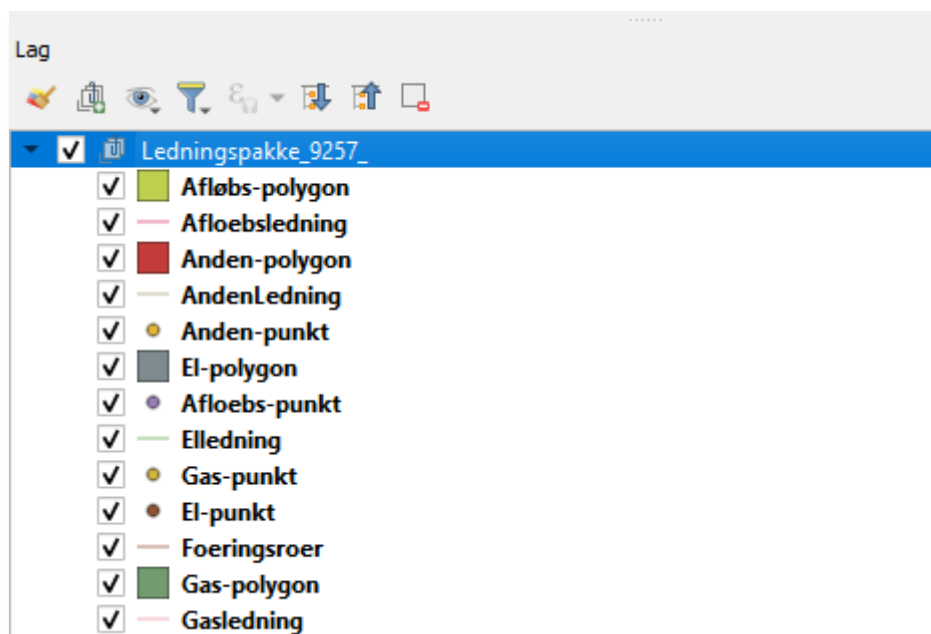 Lag
Ledningspakke_9257_
Afløbs-polygon
Afloebsledning
Anden-polygon
AndenLedning
Anden-punkt
El-polygon
Afloebs-punkt
Elledning
Gas-punkt
El-punkt
Foeringsroer
Gas-polygon
Gasledning